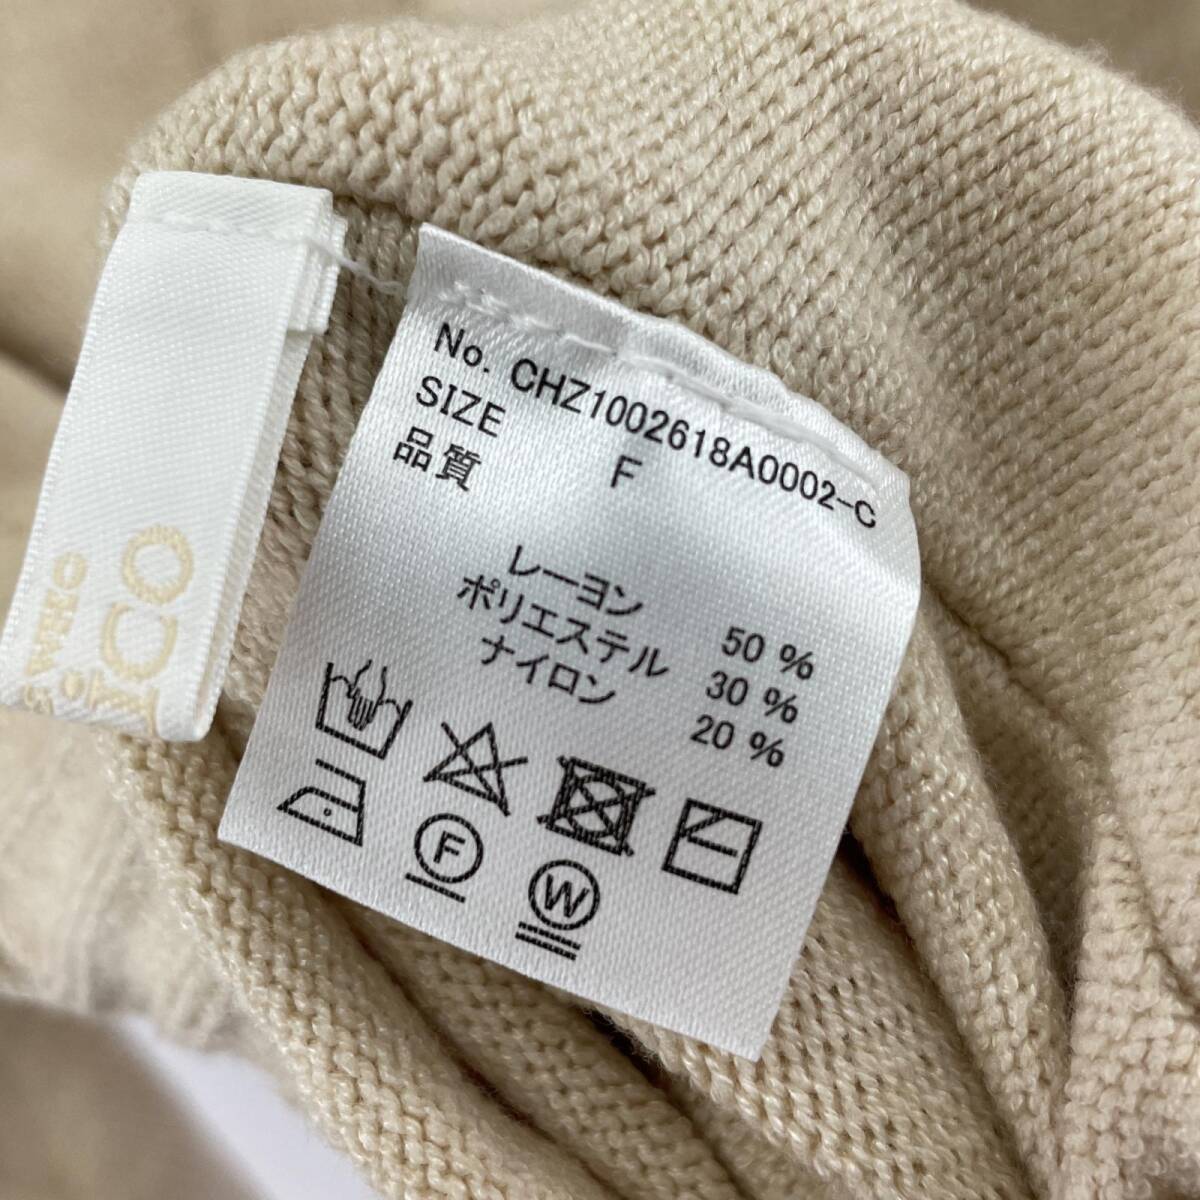 No. CHZ1002618A0002-C
SIZE F
品質
レーヨン 50 %
ポリエステル 30 %
ナイロン 20 %
F
W